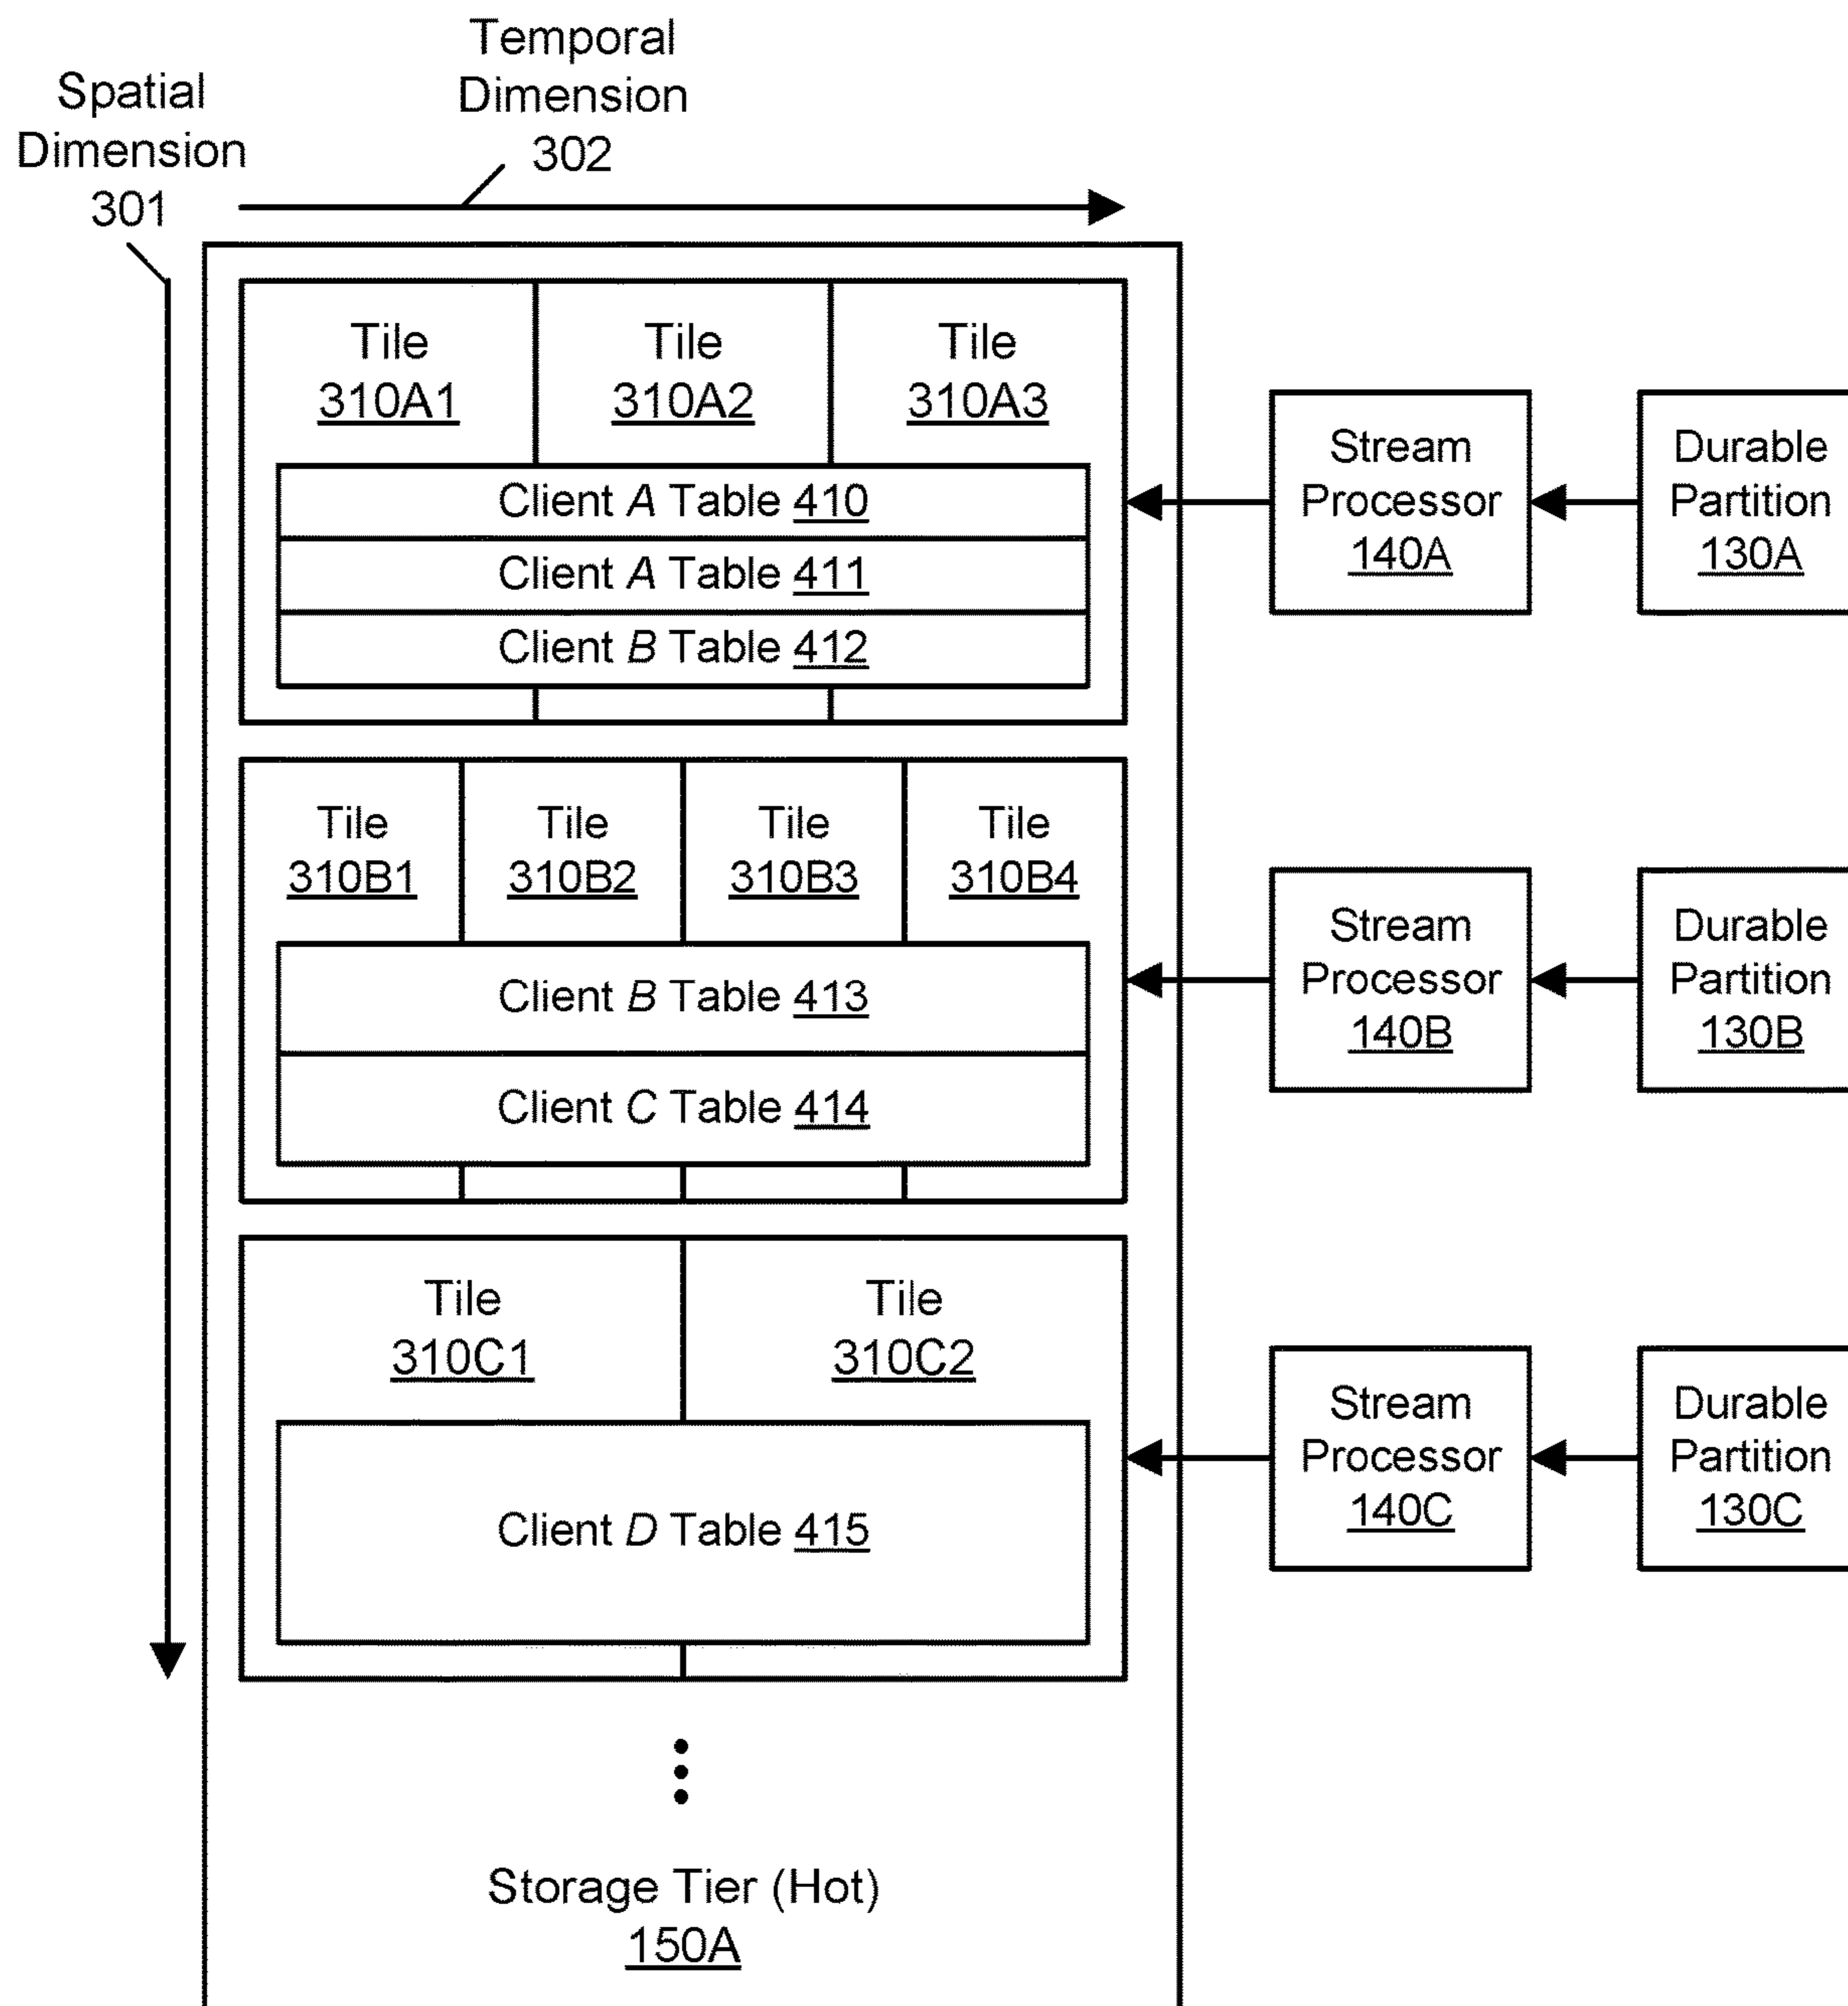 Temporal
Dimension
302
Spatial
Dimension
301
Tile
310A1
Tile
310A2
Tile
310A3
Client A Table 410
Client A Table 411
Client B Table 412
Stream
Processor
140A
Durable
Partition
130A
Tile
310B1
Tile
310B2
Tile
310B3
Tile
310B4
Client B Table 413
Client C Table 414
Stream
Processor
140B
Durable
Partition
130B
Tile
310C1
Tile
310C2
Client D Table 415
Stream
Processor
140C
Durable
Partition
130C
Storage Tier (Hot)
150A